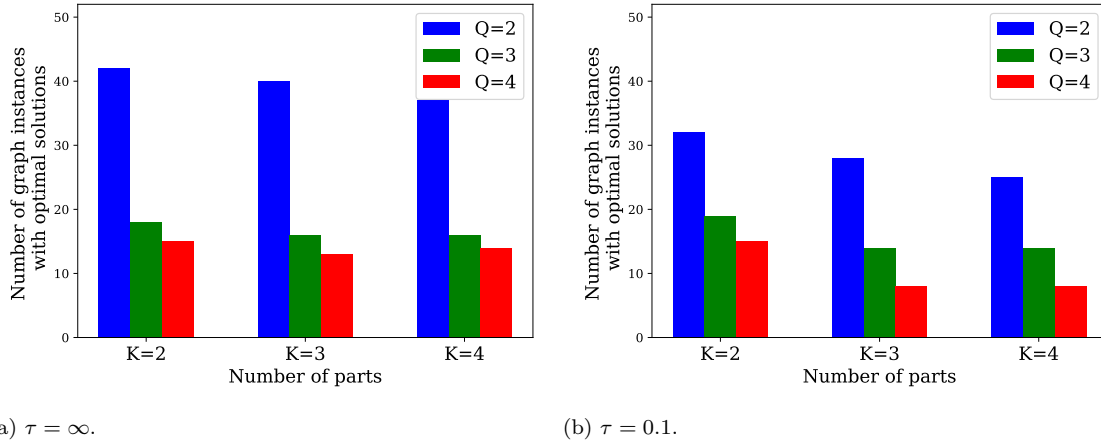 50
40
30
20
10
0
Number of graph instances
with optimal solutions
Q=2
Q=3
Q=4
K=2
K=3
K=4
Number of parts
a) τ = ∞.
50
40
30
20
10
0
Number of graph instances
with optimal solutions
Q=2
Q=3
Q=4
K=2
K=3
K=4
Number of parts
(b) τ = 0.1.